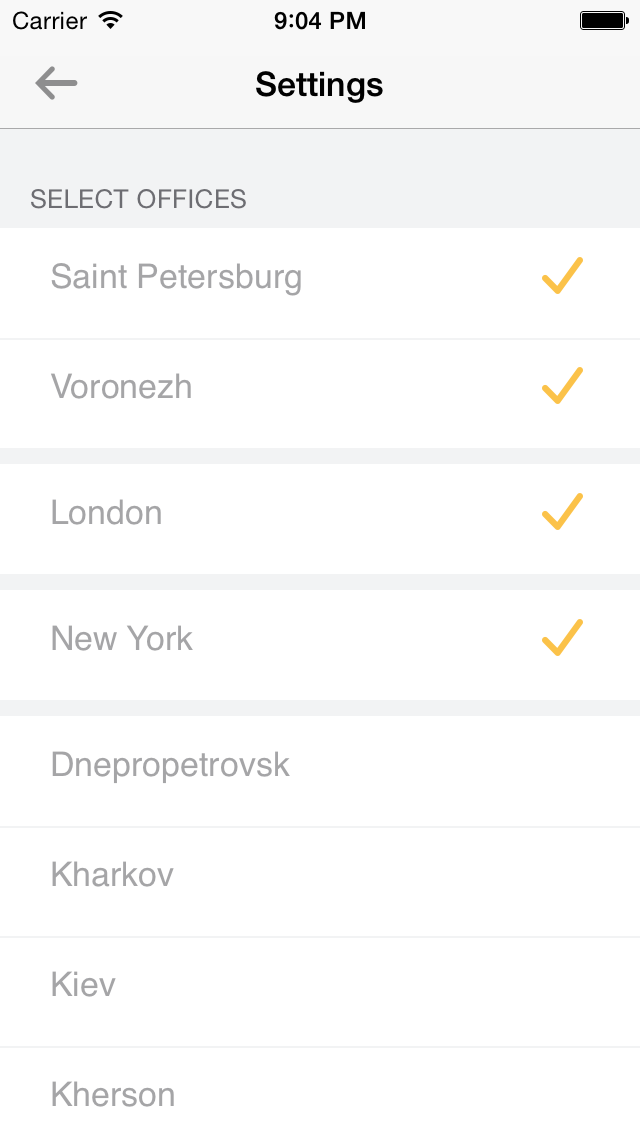 Carrier 9:04 PM
Settings
SELECT OFFICES
Saint Petersburg
Voronezh
London
New York
Dnepropetrovsk
Kharkov
Kiev
Kherson